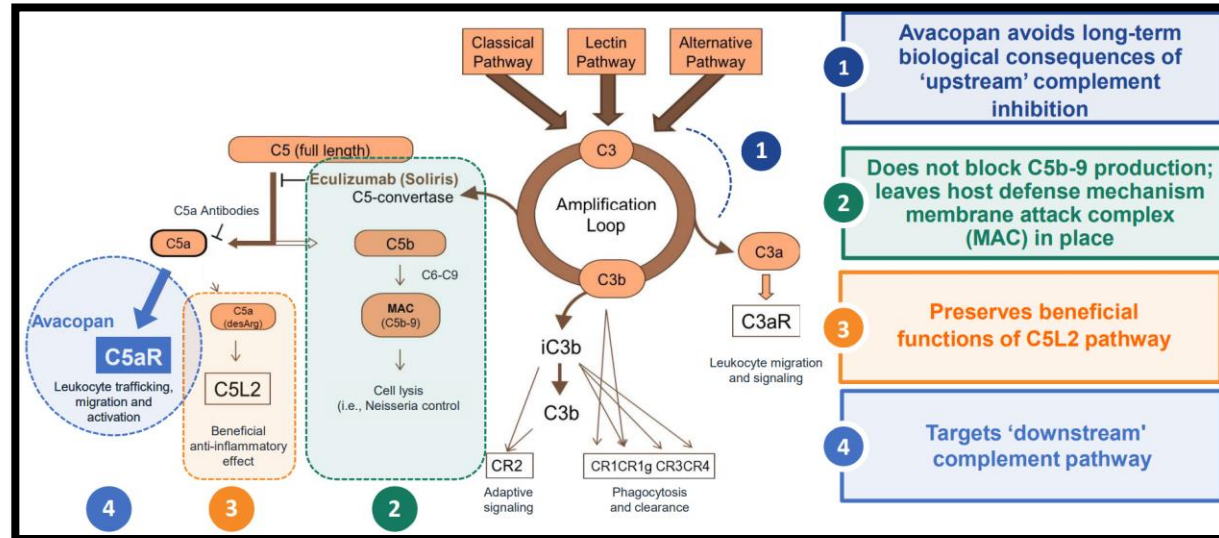 Classical
Pathway
Lectin
Pathway
Alternative
Pathway
C3
1
C5 (full length)
Eculizumab (Soliris)
C5-convertase
Amplification
Loop
C5a Antibodies
C5a
C5b
C6-C9
C3a
C3b
MAC
(C5b-9)
C3aR
Leukocyte migration
and signaling
Avacopan
C5aR
Leukocyte trafficking,
migration and
activation
C5a
(desArg)
C5L2
Beneficial
anti-inflammatory
effect
Cell lysis
(i.e., Neisseria control
iC3b
C3b
CR2
CR1CR1g CR3CR4
Adaptive
signaling
Phagocytosis
and clearance
4
3
2
1
Avacopan avoids long-term
biological consequences of
‘upstream’ complement
inhibition
2
Does not block C5b-9 production;
leaves host defense mechanism
membrane attack complex
(MAC) in place
3
Preserves beneficial
functions of C5L2 pathway
4
Targets ‘downstream'
complement pathway